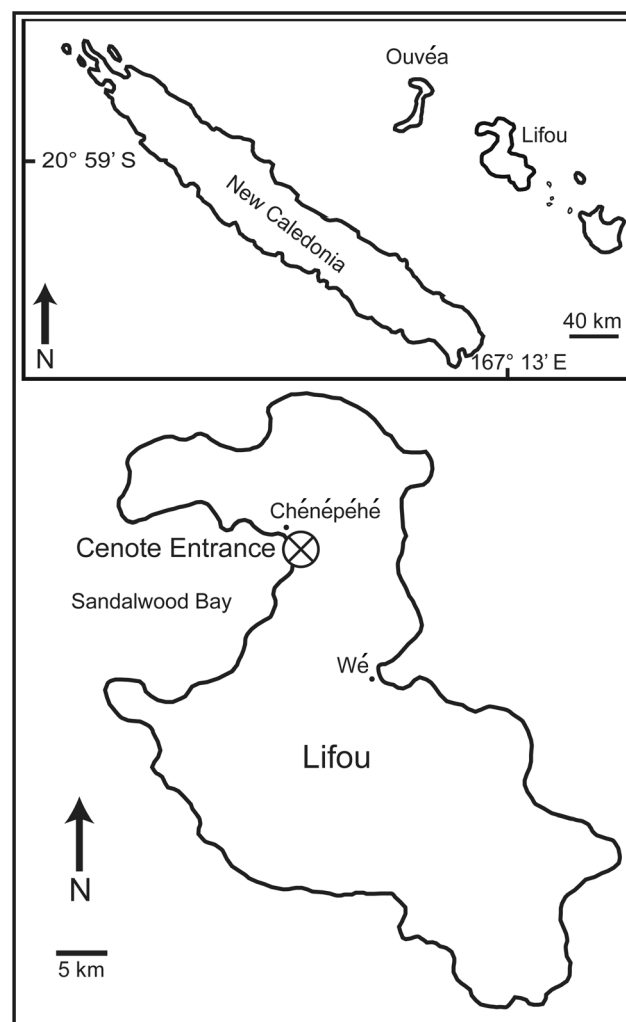 Ouvéa
Lifou
20° 59' S
New Caledonia
40 km
N
167° 13' E
Chénépéhé
Cenote Entrance
Sandalwood Bay
Wé
Lifou
N
5 km